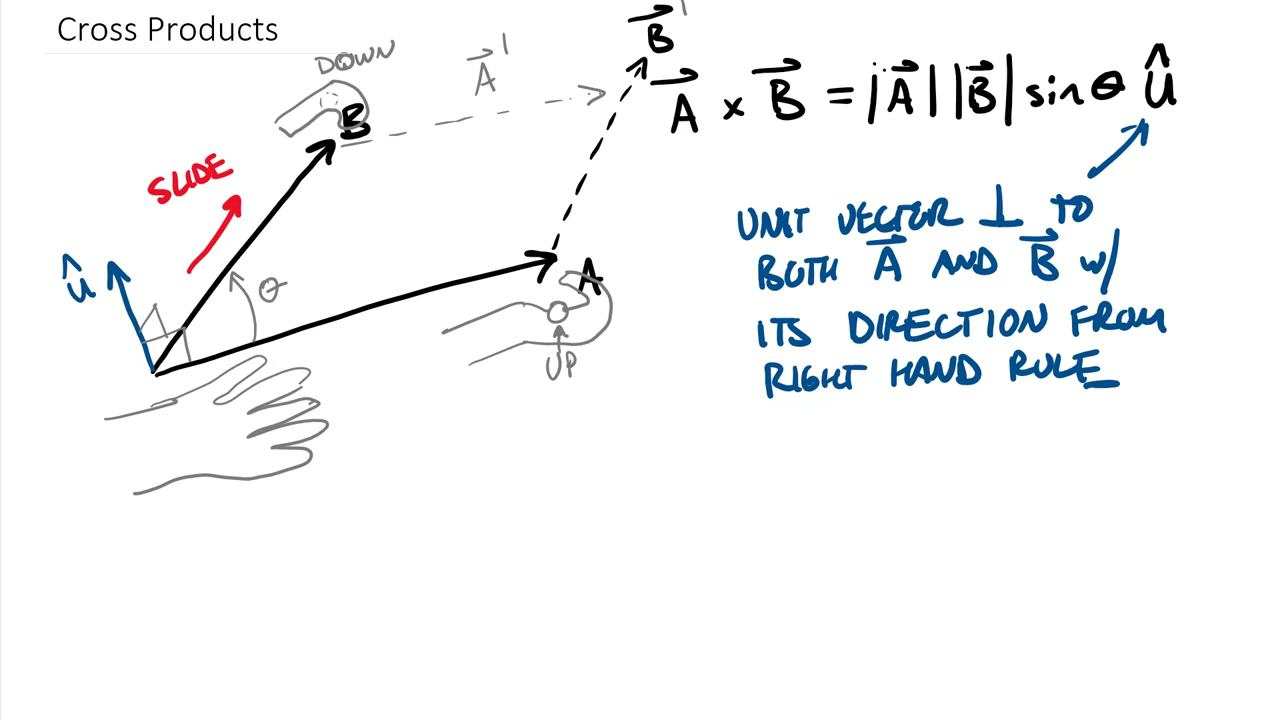 Cross Products
DOWN
A⃗'
B⃗'
B
SLIDE
û
θ
A
UP
A⃗ × B⃗ = |A⃗| |B⃗| sin θ û
UNIT VECTOR ⊥ TO
BOTH A⃗ AND B⃗ w/
ITS DIRECTION FROM
RIGHT HAND RULE